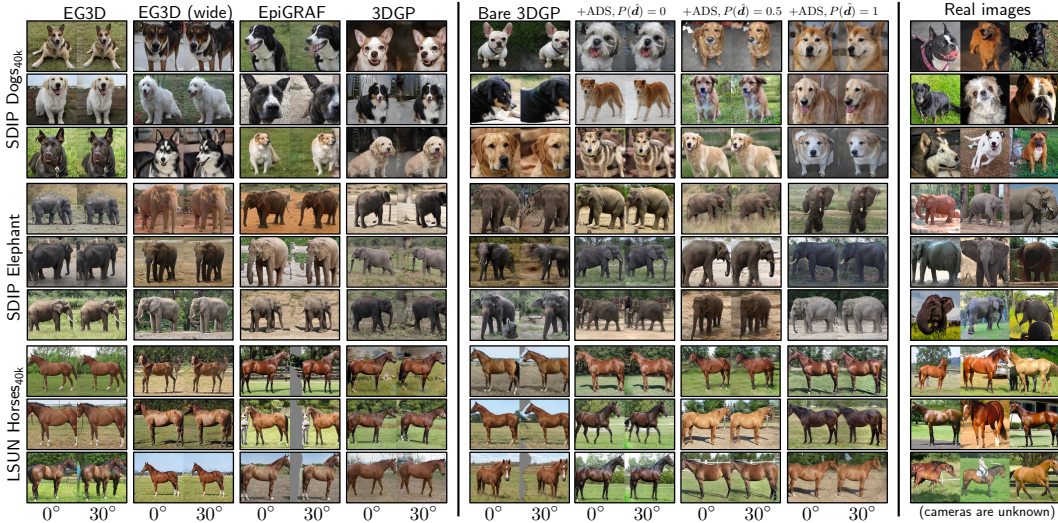 EG3D EG3D (wide) EpiGRAF 3DGP Bare 3DGP +ADS, P(d̂) = 0 +ADS, P(d̂) = 0.5 +ADS, P(d̂) = 1 Real images
SDIP Dogs40k
SDIP Elephant
LSUN Horses40k
0° 30° 0° 30° 0° 30° 0° 30° 0° 30° 0° 30° 0° 30° 0° 30° (cameras are unknown)